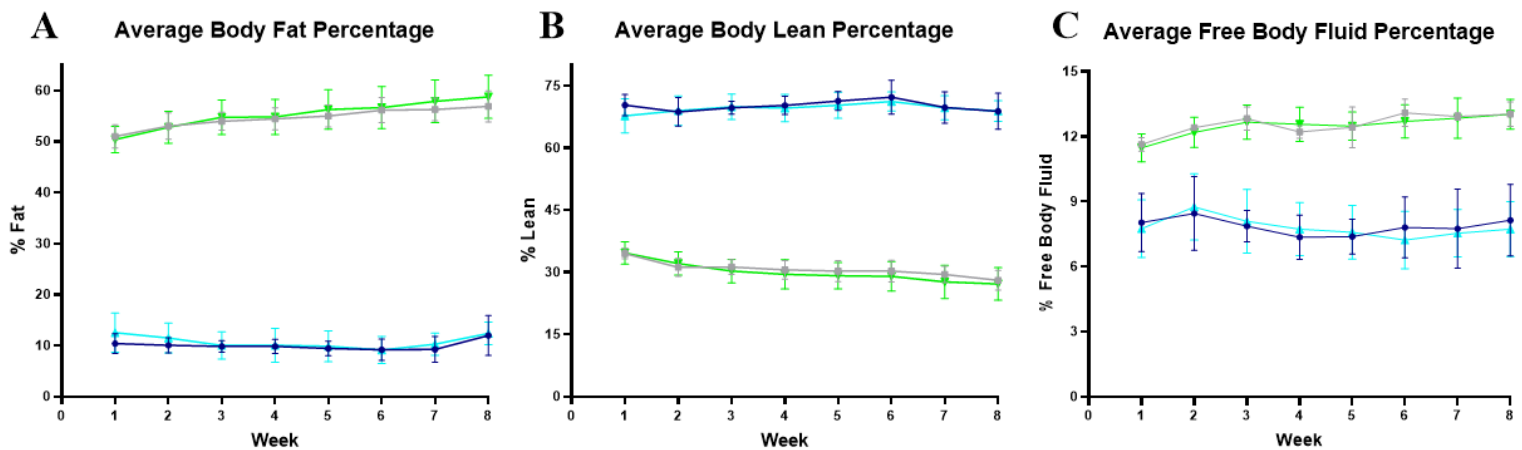 A Average Body Fat Percentage
% Fat
60
50
40
30
20
10
0
0 1 2 3 4 5 6 7 8
Week
B Average Body Lean Percentage
% Lean
75
60
45
30
15
0
0 1 2 3 4 5 6 7 8
Week
C Average Free Body Fluid Percentage
% Free Body Fluid
15
12
9
6
3
0
0 1 2 3 4 5 6 7 8
Week